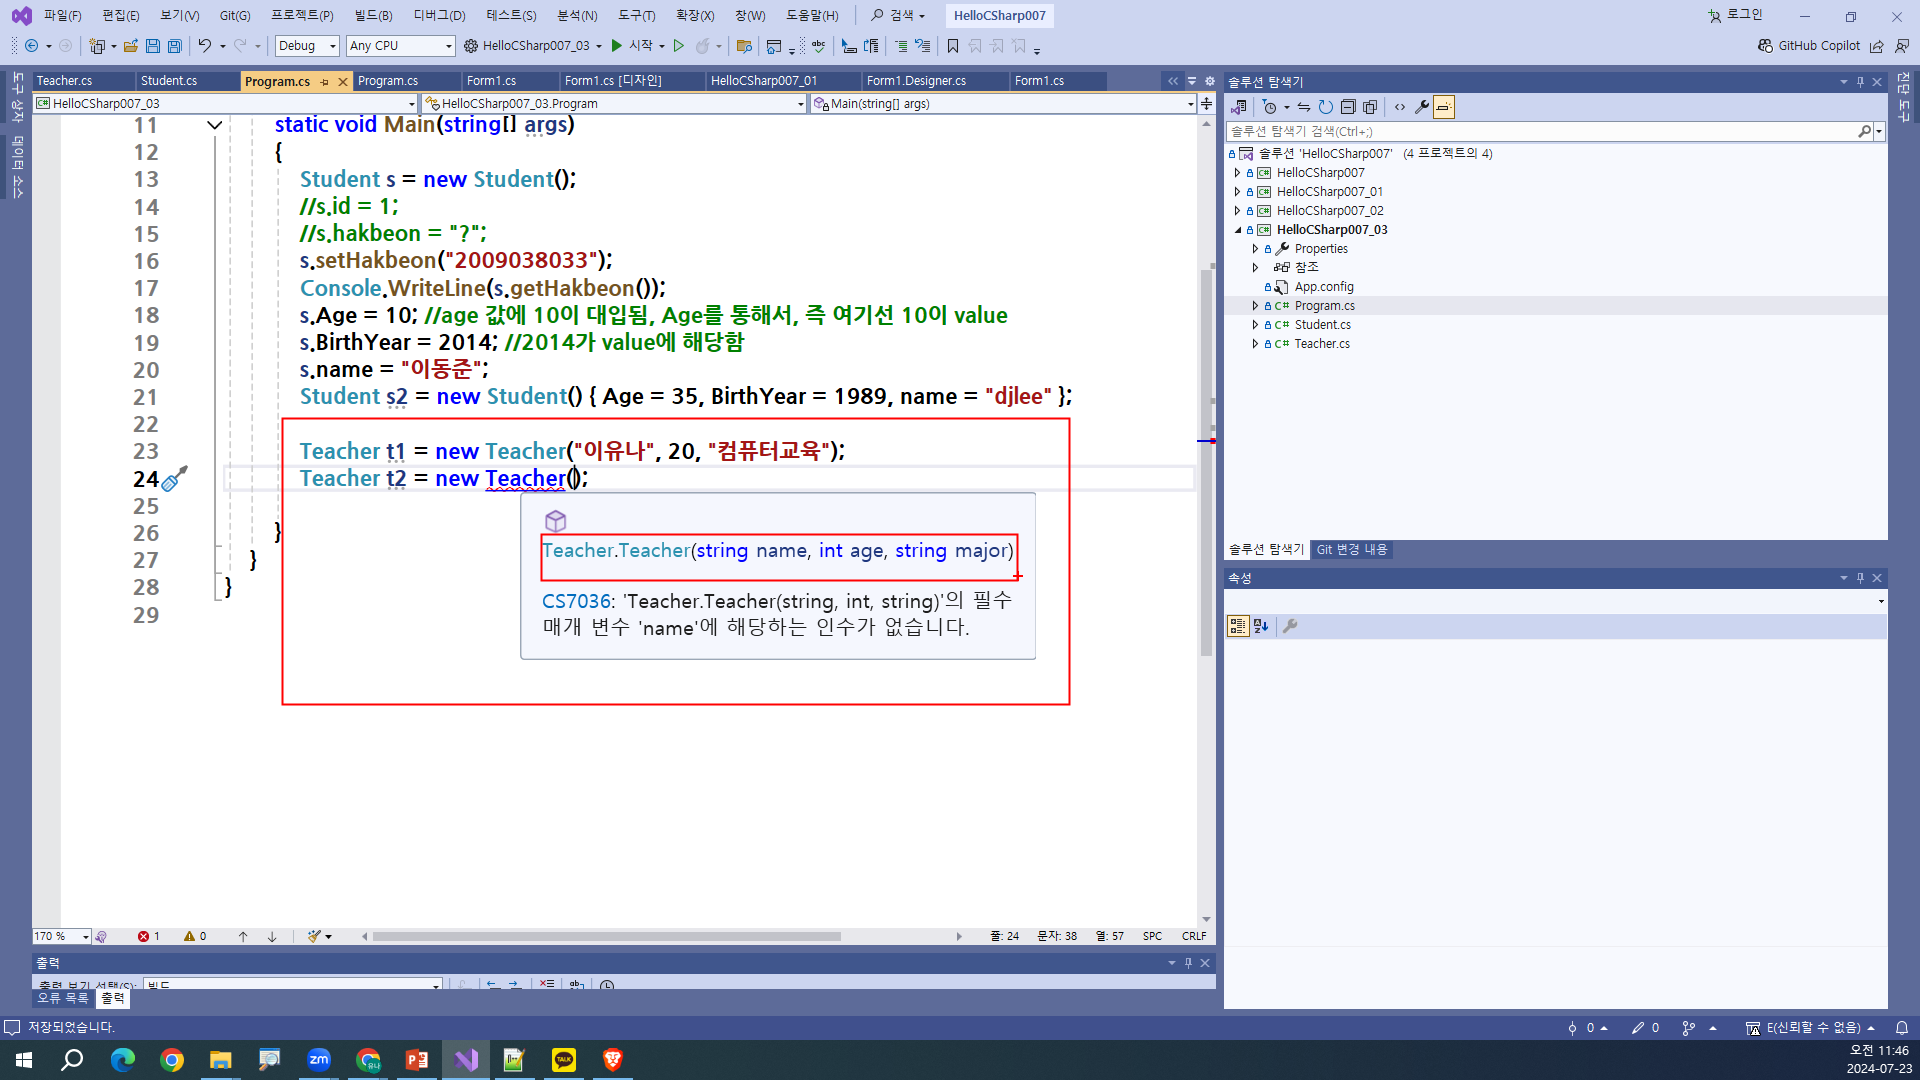 파일(F) 편집(E) 보기(V) Git(G) 프로젝트(P) 빌드(B) 디버그(D) 테스트(S) 분석(N) 도구(T) 확장(X) 창(W) 도움말(H) 검색 HelloCSharp007 로그인
Debug Any CPU HelloCSharp007_03 시작 GitHub Copilot
도구 상자
데이터 소스
Teacher.cs Student.cs Program.cs Program.cs Form1.cs Form1.cs [디자인] HelloCSharp007_01 Form1.Designer.cs Form1.cs
HelloCSharp007_03 HelloCSharp007_03.Program Main(string[] args)
11 static void Main(string[] args)
12 {
13 Student s = new Student();
14 //s.id = 1;
15 //s.hakbeon = "?";
16 s.setHakbeon("2009038033");
17 Console.WriteLine(s.getHakbeon());
18 s.Age = 10; //age 값에 10이 대입됨, Age를 통해서, 즉 여기선 10이 value
19 s.BirthYear = 2014; //2014가 value에 해당함
20 s.name = "이동준";
21 Student s2 = new Student() { Age = 35, BirthYear = 1989, name = "djlee" };
22
23 Teacher t1 = new Teacher("이유나", 20, "컴퓨터교육");
24 Teacher t2 = new Teacher();
25
26 }
27 }
28 }
29
Teacher.Teacher(string name, int age, string major)
CS7036: 'Teacher.Teacher(string, int, string)'의 필수
매개 변수 'name'에 해당하는 인수가 없습니다.
170 % 1 0 줄: 24 문자: 38 열: 57 SPC CRLF
출력
출력 보기 선택(S): 빌드
오류 목록 출력
솔루션 탐색기
솔루션 탐색기 검색(Ctrl+;)
솔루션 'HelloCSharp007' (4 프로젝트의 4)
HelloCSharp007
HelloCSharp007_01
HelloCSharp007_02
HelloCSharp007_03
Properties
참조
App.config
Program.cs
Student.cs
Teacher.cs
솔루션 탐색기 Git 변경 내용
속성
진단 도구
저장되었습니다. 0 0 E(신뢰할 수 없음)
zm
TALK
오전 11:46
2024-07-23